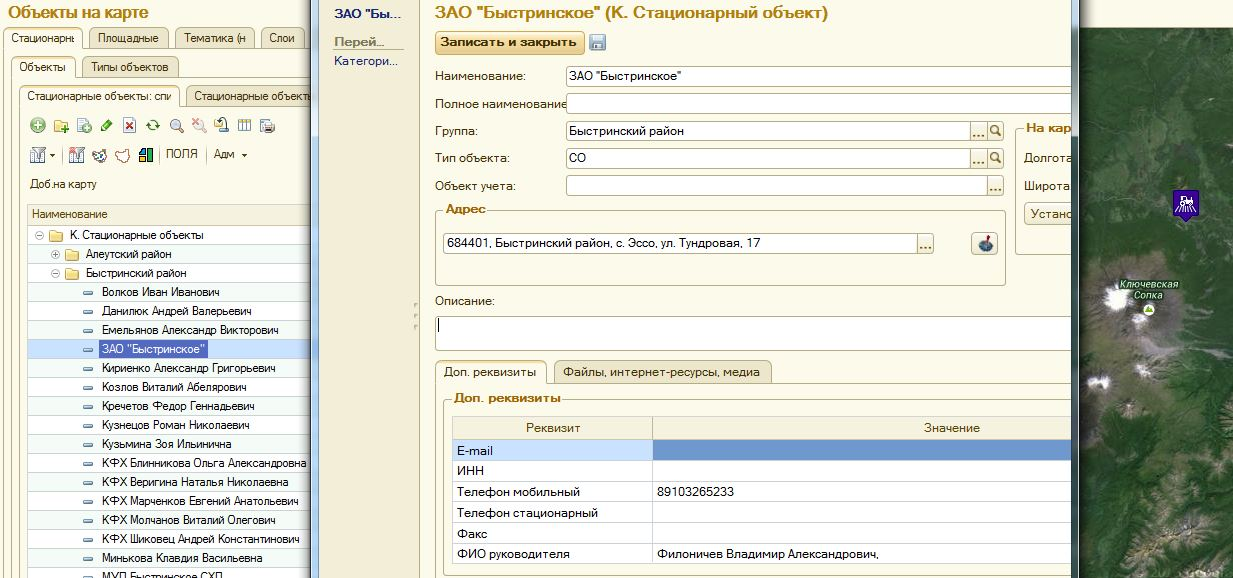 Объекты на карте
Стационарн Площадные Тематика (н Слои
Объекты Типы объектов
Стационарные объекты: спи Стационарные объекть
ПОЛЯ Адм
Доб.на карту
Наименование
К. Стационарные объекты
Алеутский район
Быстринский район
Волков Иван Иванович
Данилюк Андрей Валерьевич
Емельянов Александр Викторович
ЗАО "Быстринское"
Кириенко Александр Григорьевич
Козлов Виталий Абелярович
Кречетов Федор Геннадьевич
Кузнецов Роман Николаевич
Кузьмина Зоя Ильинична
КФХ Блинникова Ольга Александровна
КФХ Веригина Наталья Николаевна
КФХ Марченков Евгений Анатольевич
КФХ Молчанов Виталий Олегович
КФХ Шиковец Андрей Константинович
Минькова Клавдия Васильевна
МУП Быстринское СХП
ЗАО "Бы...
Перей...
Категори...
ЗАО "Быстринское" (К. Стационарный объект)
Записать и закрыть
Наименование: ЗАО "Быстринское"
Полное наименование
Группа: Быстринский район ...
Тип объекта: СО ...
Объект учета: ...
На кар
Долгота
Широта
Устано
Адрес
684401, Быстринский район, с. Эссо, ул. Тундровая, 17 ...
Описание:
Доп. реквизиты Файлы, интернет-ресурсы, медиа
Доп. реквизиты
Реквизит Значение
E-mail
ИНН
Телефон мобильный 89103265233
Телефон стационарный
Факс
ФИО руководителя Филоничев Владимир Александрович,
Ключевская
Сопка